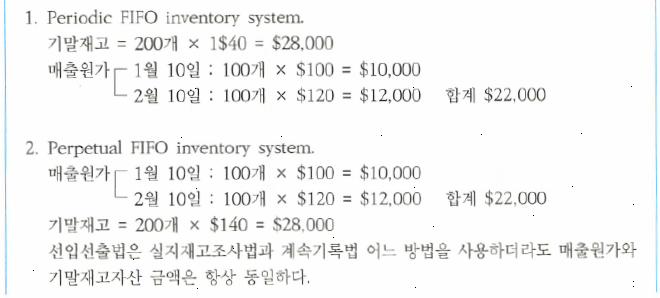 1. Periodic FIFO inventory system.
기말재고 = 200개 × 1$40 = $28,000
매출원가 1월 10일 : 100개 × $100 = $10,000
2월 10일 : 100개 × $120 = $12,000 합계 $22,000
2. Perpetual FIFO inventory system.
매출원가 1월 10일 : 100개 × $100 = $10,000
2월 10일 : 100개 × $120 = $12,000 합계 $22,000
기말재고 = 200개 × $140 = $28,000
선입선출법은 실지재고조사법과 계속기록법 어느 방법을 사용하더라도 매출원가와
기말재고자산 금액은 항상 동일하다.